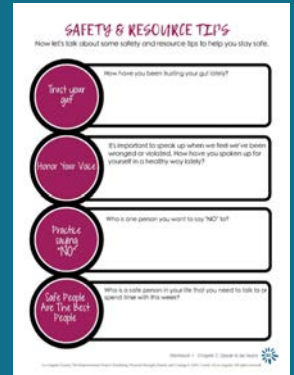 SAFETY & RESOURCE TIPS
Now let's talk about some safety and resource tips to help you stay safe.
Trust your
gut
How have you been trusting your gut lately?
Honor Your Voice
It's important to speak up when we feel we've been
wronged or violated. How have you spoken up for
yourself in a healthy way lately?
Practice
saying
"NO"
Who is one person you want to say "NO" to?
Safe People
Are The Best
People
Who is a safe person in your life that you need to talk to or
spend time with this week?